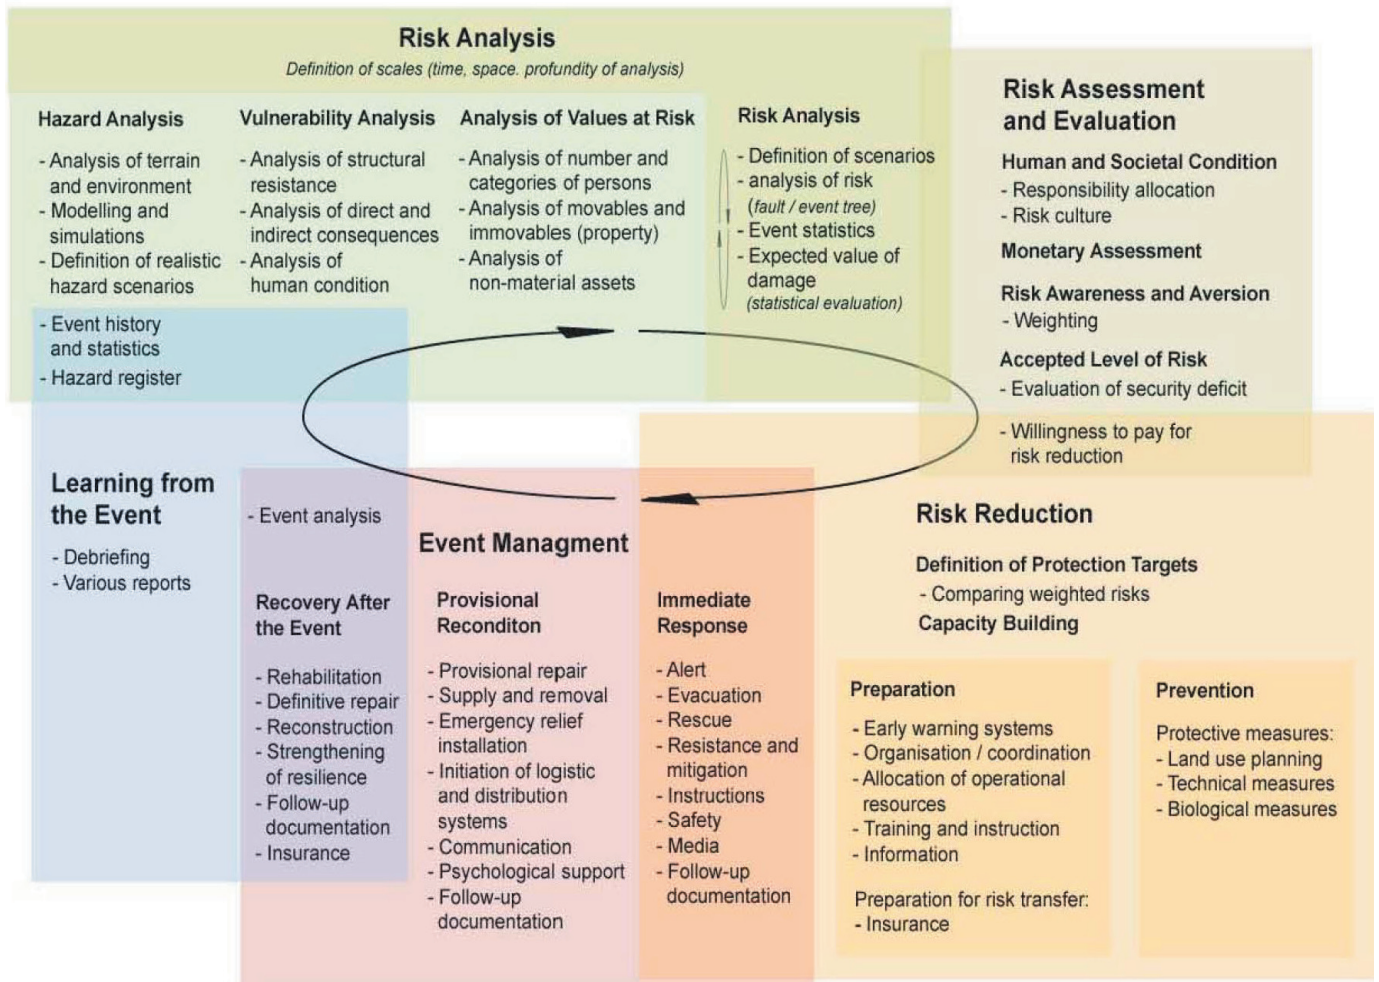 Risk Analysis
Definition of scales (time, space. profundity of analysis)
Hazard Analysis
- Analysis of terrain
and environment
- Modelling and
simulations
- Definition of realistic
hazard scenarios
- Event history
and statistics
- Hazard register
Vulnerability Analysis
- Analysis of structural
resistance
- Analysis of direct and
indirect consequences
- Analysis of
human condition
Analysis of Values at Risk
- Analysis of number and
categories of persons
- Analysis of movables and
immovables (property)
- Analysis of
non-material assets
Risk Analysis
- Definition of scenarios
- analysis of risk
(fault / event tree)
- Event statistics
- Expected value of
damage
(statistical evaluation)
Risk Assessment
and Evaluation
Human and Societal Condition
- Responsibility allocation
- Risk culture
Monetary Assessment
Risk Awareness and Aversion
- Weighting
Accepted Level of Risk
- Evaluation of security deficit
- Willingness to pay for
risk reduction
Learning from
the Event
- Debriefing
- Various reports
- Event analysis
Event Managment
Recovery After
the Event
- Rehabilitation
- Definitive repair
- Reconstruction
- Strengthening
of resilience
- Follow-up
documentation
- Insurance
Provisional
Reconditon
- Provisional repair
- Supply and removal
- Emergency relief
installation
- Initiation of logistic
and distribution
systems
- Communication
- Psychological support
- Follow-up
documentation
Immediate
Response
- Alert
- Evacuation
- Rescue
- Resistance and
mitigation
- Instructions
- Safety
- Media
- Follow-up
documentation
Risk Reduction
Definition of Protection Targets
- Comparing weighted risks
Capacity Building
Preparation
- Early warning systems
- Organisation / coordination
- Allocation of operational
resources
- Training and instruction
- Information
Preparation for risk transfer:
- Insurance
Prevention
Protective measures:
- Land use planning
- Technical measures
- Biological measures